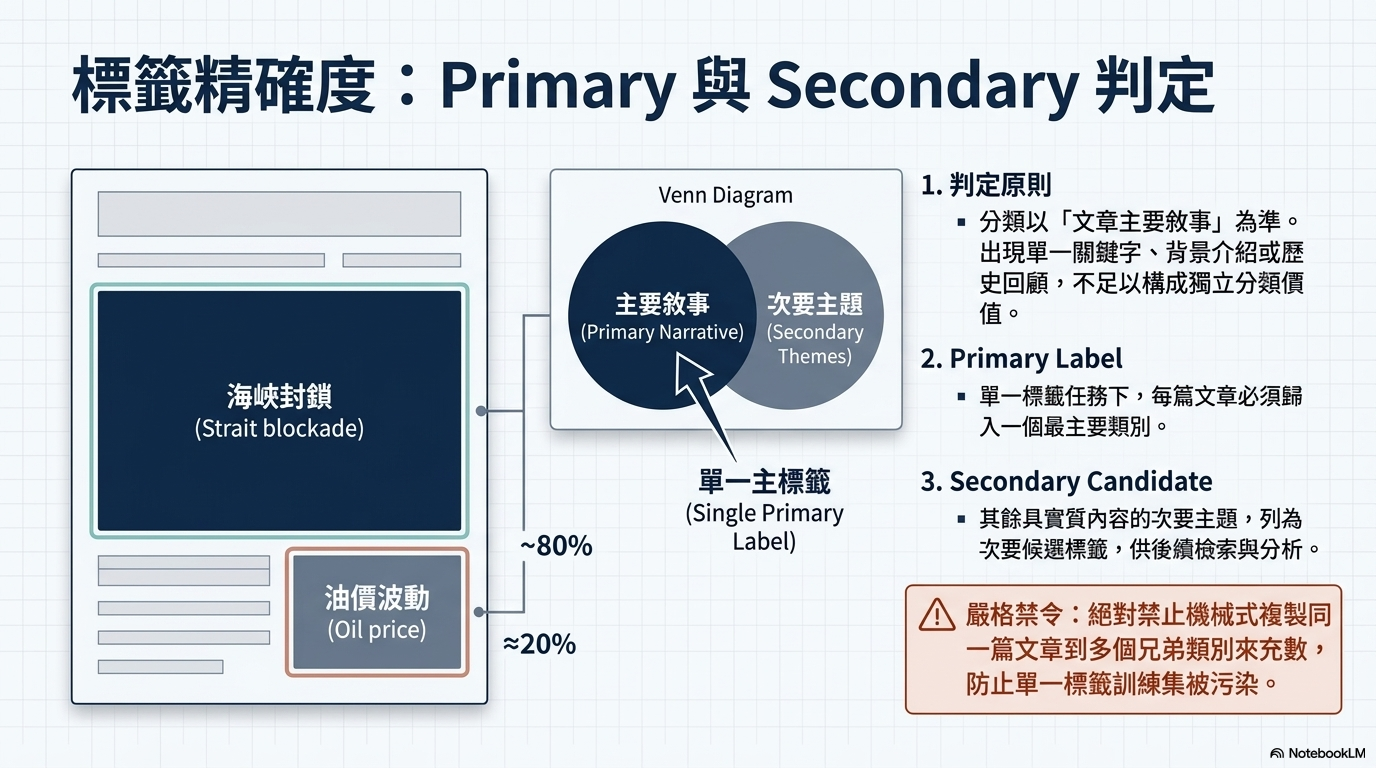 標籤精確度：Primary 與 Secondary 判定
海峽封鎖
(Strait blockade)
油價波動
(Oil price)
~80%
≈20%
Venn Diagram
主要敘事
(Primary Narrative)
次要主題
(Secondary
Themes)
單一主標籤
(Single Primary
Label)
1. 判定原則
▪ 分類以「文章主要敘事」為準。
出現單一關鍵字、背景介紹或歷
史回顧，不足以構成獨立分類價
值。
2. Primary Label
▪ 單一標籤任務下，每篇文章必須歸
入一個最主要類別。
3. Secondary Candidate
▪ 其餘具實質內容的次要主題，列為
次要候選標籤，供後續檢索與分析。
嚴格禁令：絕對禁止機械式複製同
一篇文章到多個兄弟類別來充數，
防止單一標籤訓練集被污染。
NotebookLM